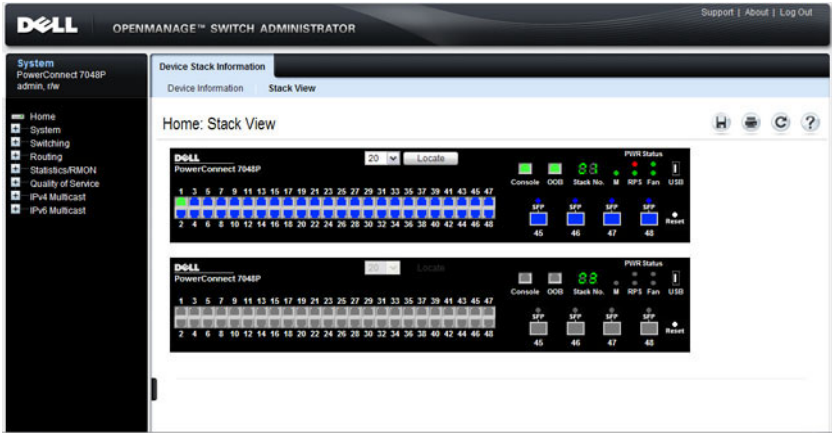 DELL
OPENMANAGE™ SWITCH ADMINISTRATOR
Support | About | Log Out
System
PowerConnect 7048P
admin, r/w
Home
System
Switching
Routing
Statistics/RMON
Quality of Service
IPv4 Multicast
IPv6 Multicast
Device Stack Information
Device Information Stack View
Home: Stack View
DELL
PowerConnect 7048P
20 Locate
PWR Status
Console OOB Stack No. M RPS Fan USB
1 3 5 7 9 11 13 15 17 19 21 23 25 27 29 31 33 35 37 39 41 43 45 47
2 4 6 8 10 12 14 16 18 20 22 24 26 28 30 32 34 36 38 40 42 44 46 48
SFP SFP SFP SFP
45 46 47 48
Reset
DELL
PowerConnect 7048P
20 Locate
PWR Status
88
Console OOB Stack No. M RPS Fan USB
1 3 5 7 9 11 13 15 17 19 21 23 25 27 29 31 33 35 37 39 41 43 45 47
2 4 6 8 10 12 14 16 18 20 22 24 26 28 30 32 34 36 38 40 42 44 46 48
SFP SFP SFP SFP
45 46 47 48
Reset